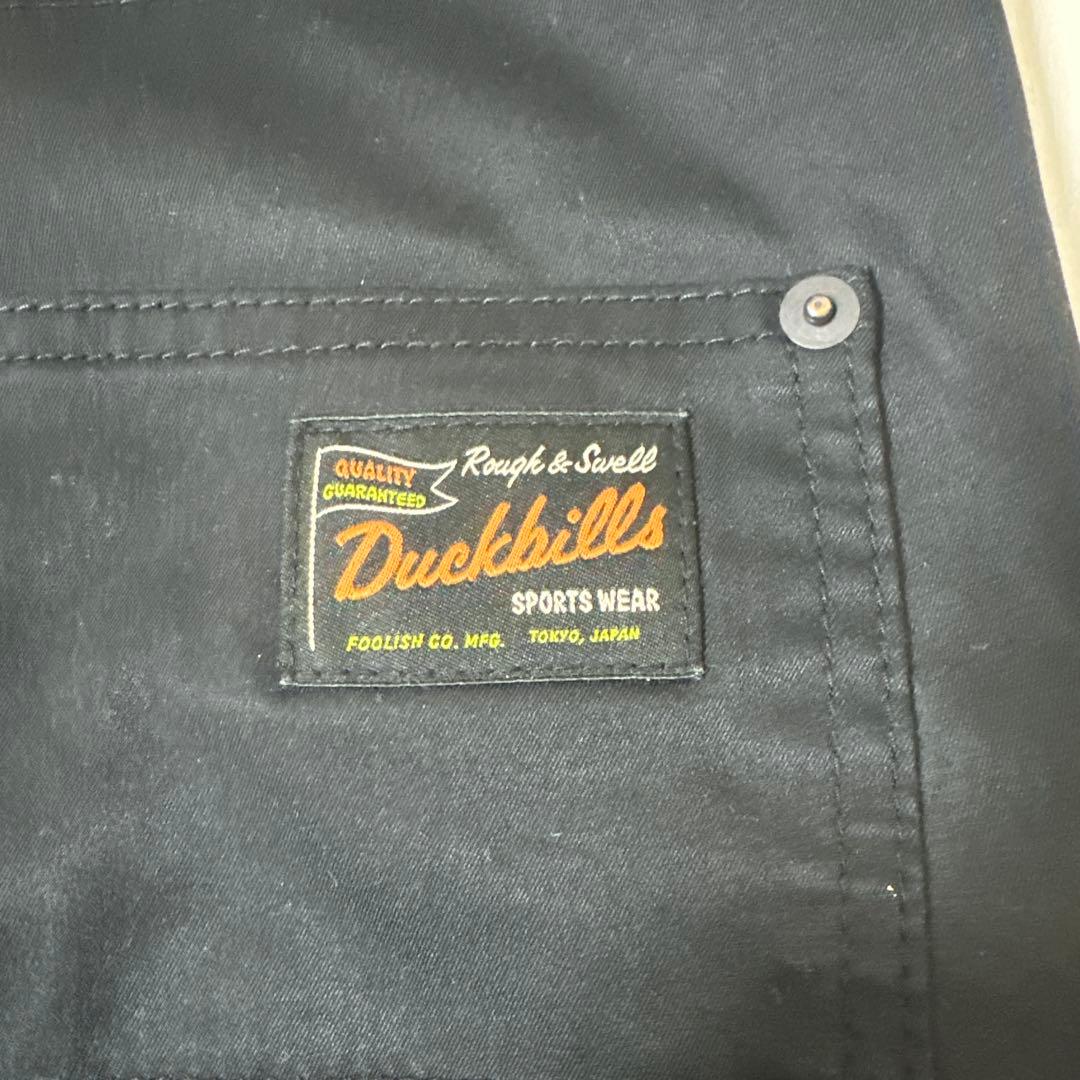 QUALITY
GUARANTEED
Rough & Swell
Duckbills
SPORTS WEAR
FOOLISH CO. MFG. TOKYO, JAPAN